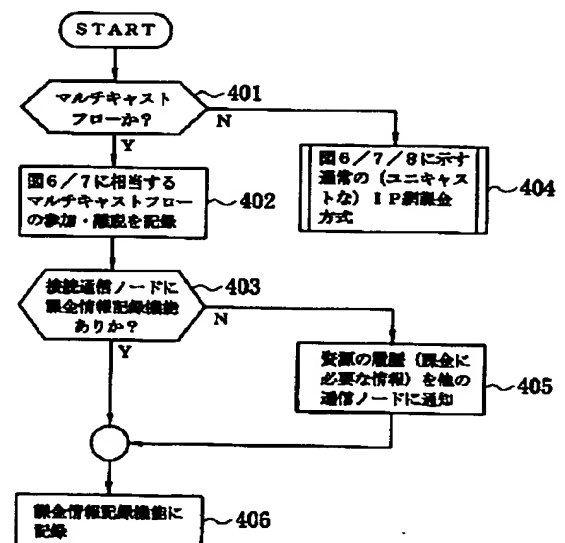 START
マルチキャスト
フローか?
401
N
Y
図6/7に相当する
マルチキャストフロー
の参加・離脱を記録
402
図6/7/8に示す
通常の(ユニキャスト
な)IP網課金
方式
404
接続通信ノードに
課金情報記録機能
ありか?
403
N
Y
資源の履歴(課金に
必要な情報)を他の
通信ノードに通知
405
課金情報記録機能に
記録
406